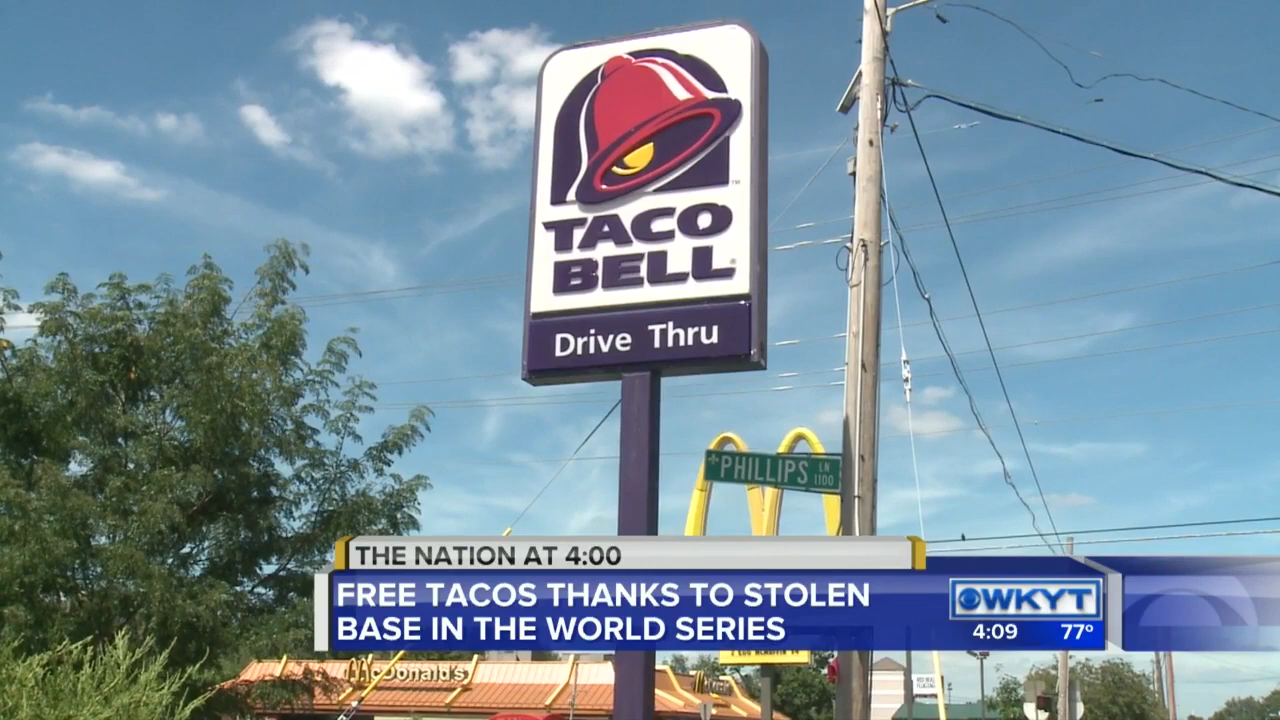 TACO
BELL
Drive Thru
PHILLIPS LN
1100
THE NATION AT 4:00
FREE TACOS THANKS TO STOLEN
BASE IN THE WORLD SERIES
WKYT
4:09 77°
McDonald's